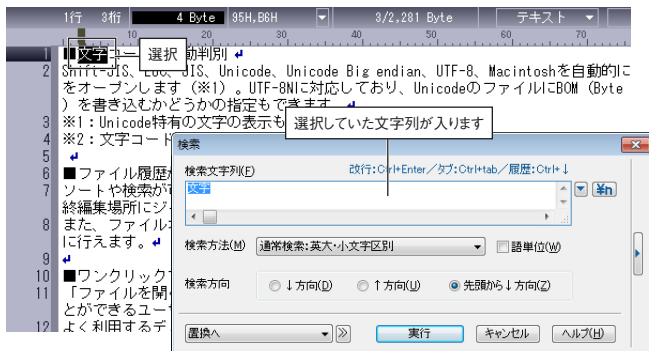 1行 3桁 4 Byte 95H,B6H 3/2,281 Byte テキスト
10 20 30 40 50 60 70
1 ■文字コー 選択 動判別
2 Shift-JIS、EUC、JIS、Unicode、Unicode Big endian、UTF-8、Macintoshを自動的に
をオープンします（※1）。UTF-8Nに対応しており、UnicodeのファイルにBOM（Byte
）を書き込むかどうかの指定もできます。
3 ※1：Unicode特有の文字の表示も
選択していた文字列が入ります
4 ※2：文字コード
検索
5
6 ■ファイル履歴
検索文字列(F) 改行:Ctrl+Enter／タブ:Ctrl+tab／履歴:Ctrl+↓
7 ソートや検索が
文字 ¥n
終編集場所にジ
8 また、ファイル
に行えます。
検索方法(M) 通常検索:英大・小文字区別 語単位(W)
9
10 ■ワンクリック
検索方向 ↓方向(D) ↑方向(U) 先頭から↓方向(Z)
11 「ファイルを開
とができるユー
12 よく利用するデ
置換へ 実行 キャンセル ヘルプ(H)